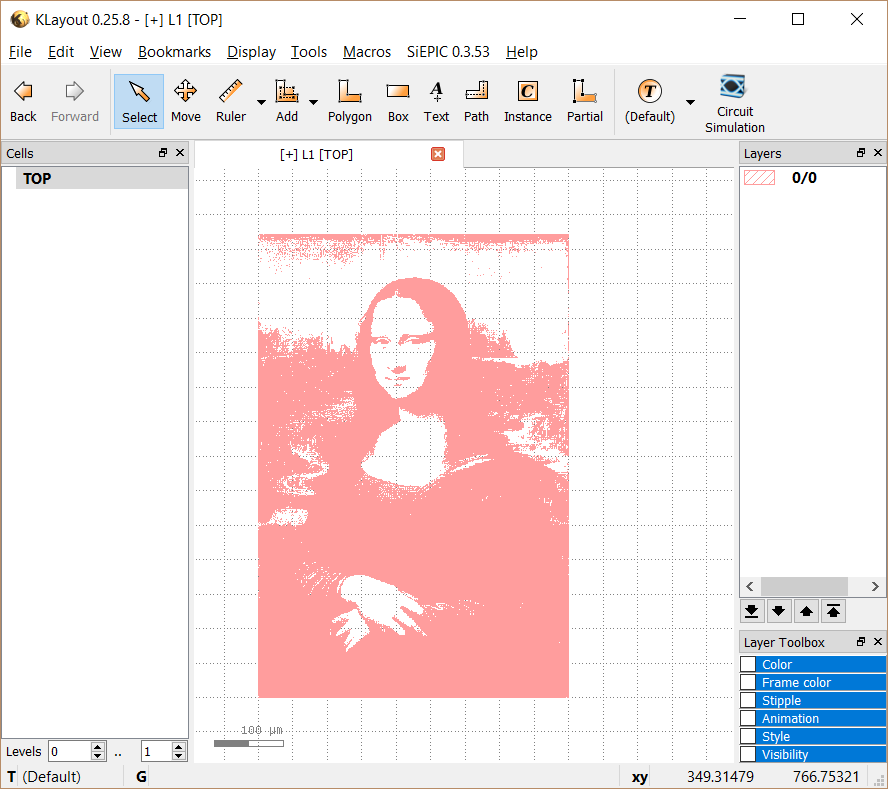 KLayout 0.25.8 - [+] L1 [TOP]
File Edit View Bookmarks Display Tools Macros SiEPIC 0.3.53 Help
Back Forward Select Move Ruler Add Polygon Box Text Path Instance Partial (Default) Circuit Simulation
Cells
[+] L1 [TOP]
Layers
TOP
0/0
Layer Toolbox
Color
Frame color
Stipple
Animation
Style
Visibility
100 µm
Levels 0 .. 1
T (Default) G xy 349.31479 766.75321